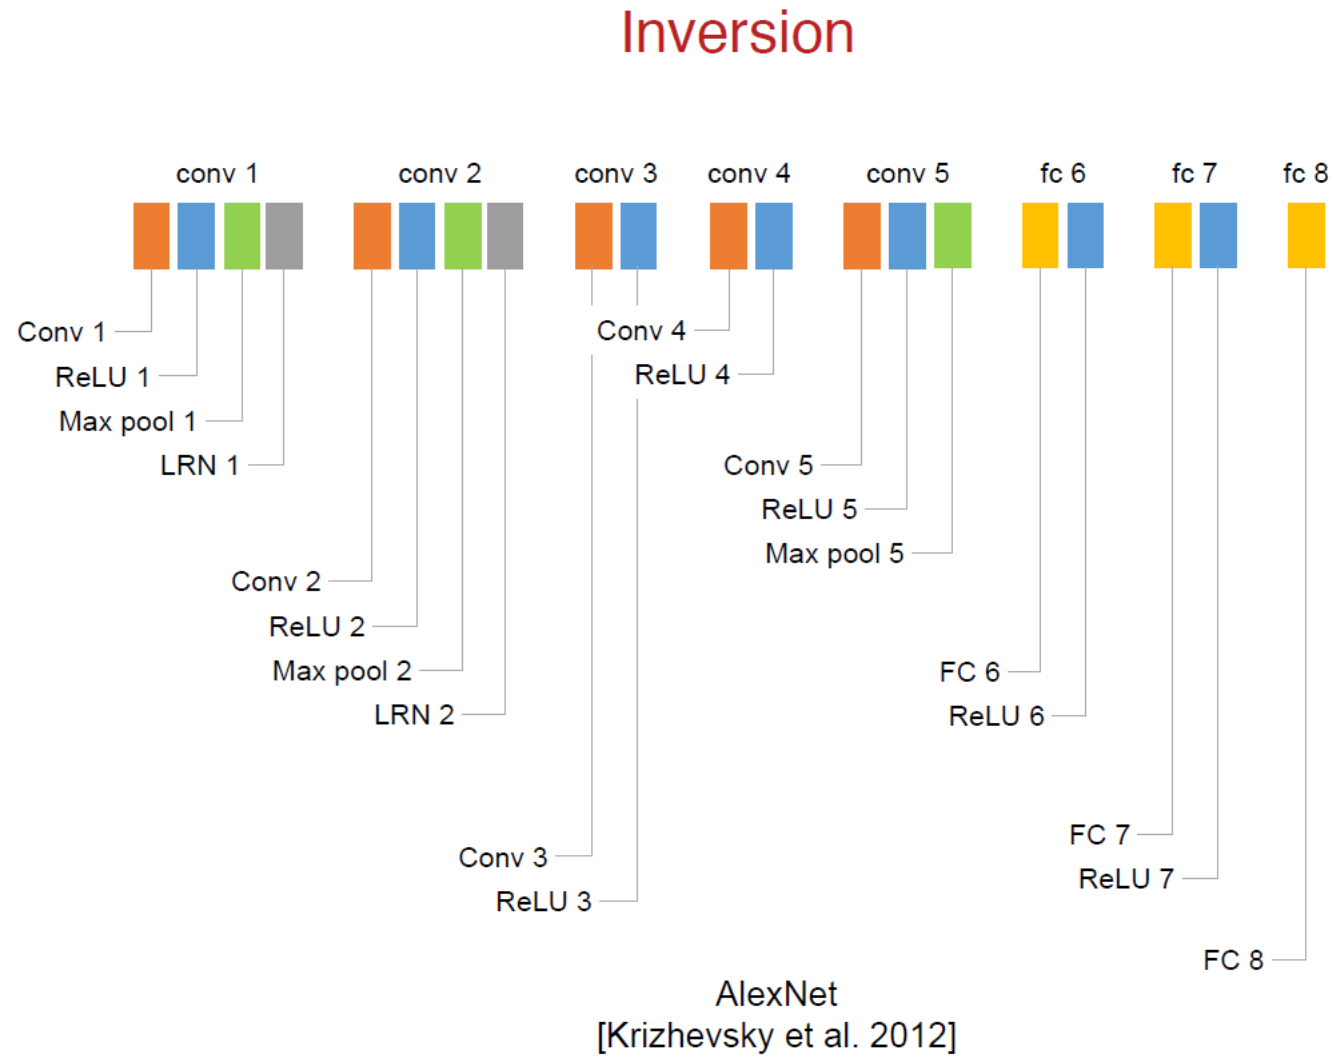 Inversion
conv 1
conv 2
conv 3
conv 4
conv 5
fc 6
fc 7
fc 8
Conv 1
ReLU 1
Max pool 1
LRN 1
Conv 2
ReLU 2
Max pool 2
LRN 2
Conv 3
ReLU 3
Conv 4
ReLU 4
Conv 5
ReLU 5
Max pool 5
FC 6
ReLU 6
FC 7
ReLU 7
FC 8
AlexNet
[Krizhevsky et al. 2012]